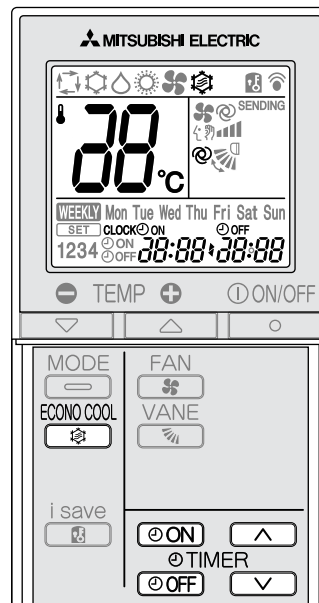 MITSUBISHI ELECTRIC
SENDING
88°C
WEEKLY Mon Tue Wed Thu Fri Sat Sun
SET CLOCK ON OFF
1234 ON OFF 88:88 88:88
TEMP ON/OFF
MODE FAN
ECONO COOL VANE
i save
ON
TIMER
OFF